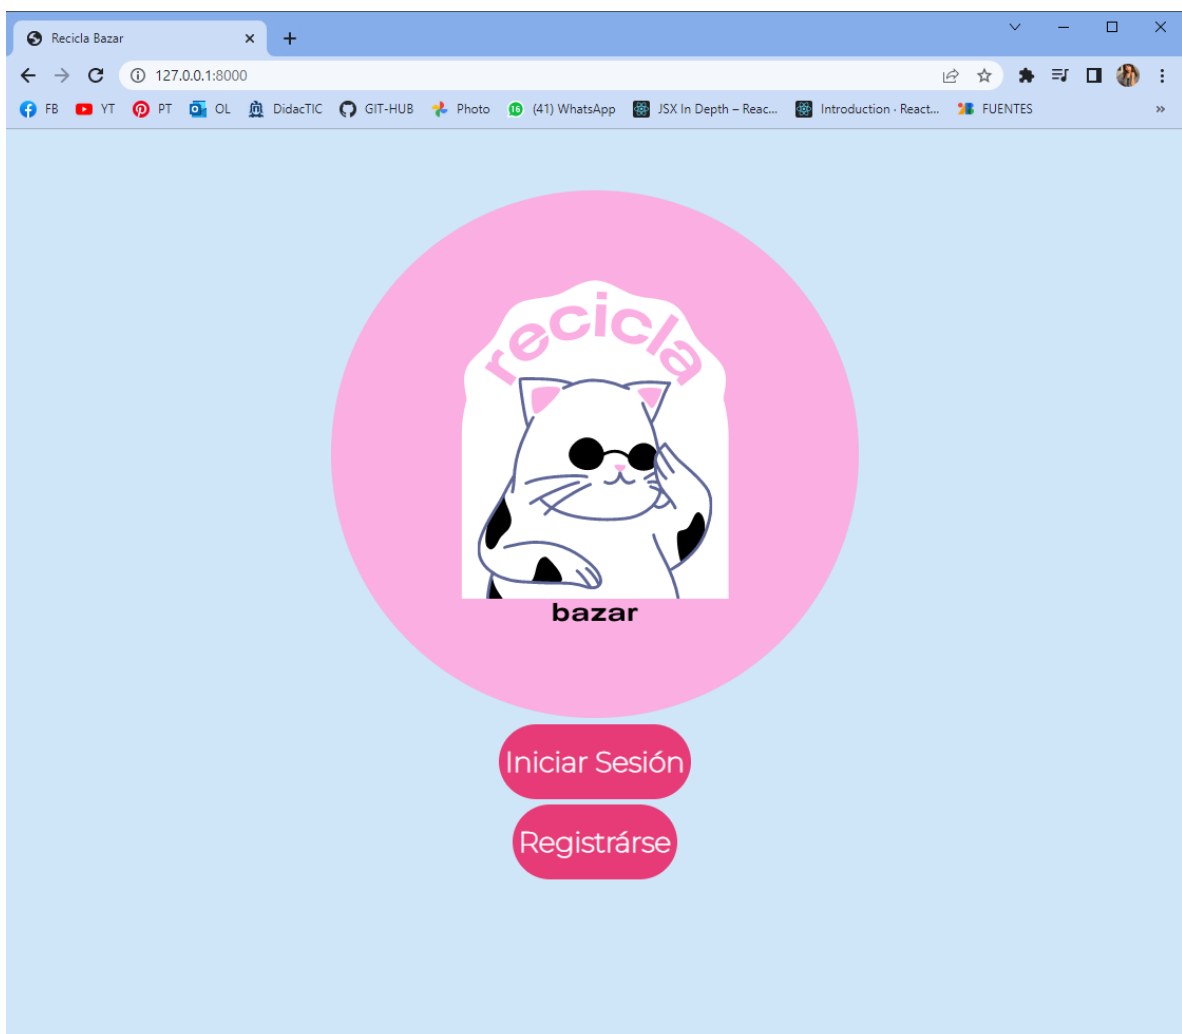 Recicla Bazar
127.0.0.1:8000
FB YT PT OL DidacTIC GIT-HUB Photo 16 (41) WhatsApp JSX In Depth – Reac... Introduction · React... FUENTES »
recicla
bazar
Iniciar Sesión
Registrárse